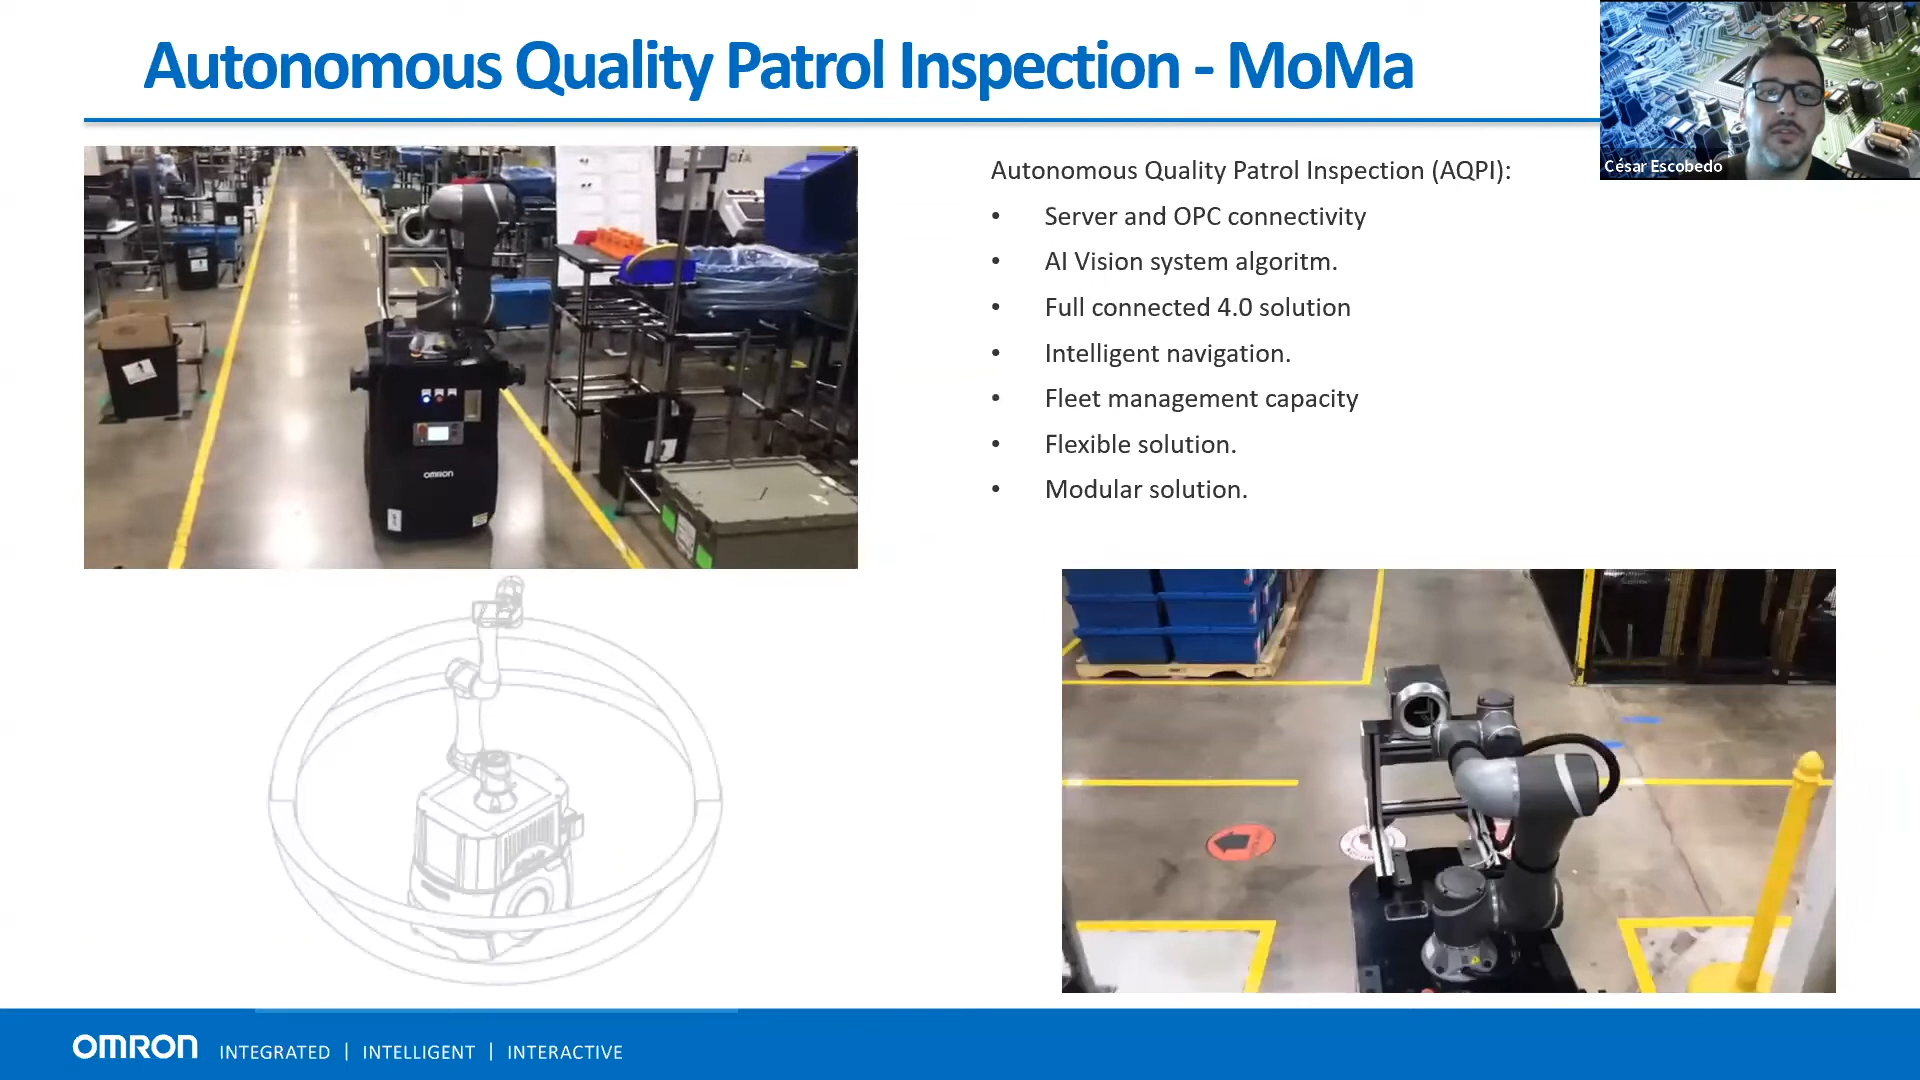 Autonomous Quality Patrol Inspection - MoMa
César Escobedo
Autonomous Quality Patrol Inspection (AQPI):
• Server and OPC connectivity
• AI Vision system algoritm.
• Full connected 4.0 solution
• Intelligent navigation.
• Fleet management capacity
• Flexible solution.
• Modular solution.
OMRON
OMRON INTEGRATED | INTELLIGENT | INTERACTIVE